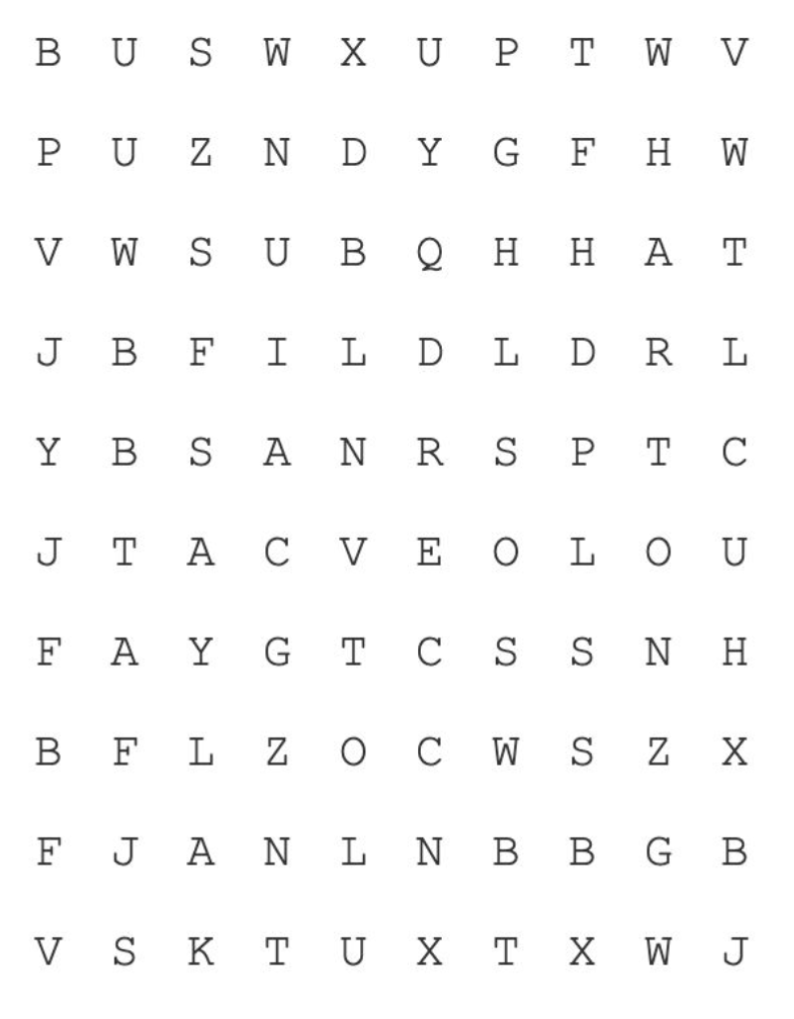 B U S W X U P T W V
P U Z N D Y G F H W
V W S U B Q H H A T
J B F I L D L D R L
Y B S A N R S P T C
J T A C V E O L O U
F A Y G T C S S N H
B F L Z O C W S Z X
F J A N L N B B G B
V S K T U X T X W J